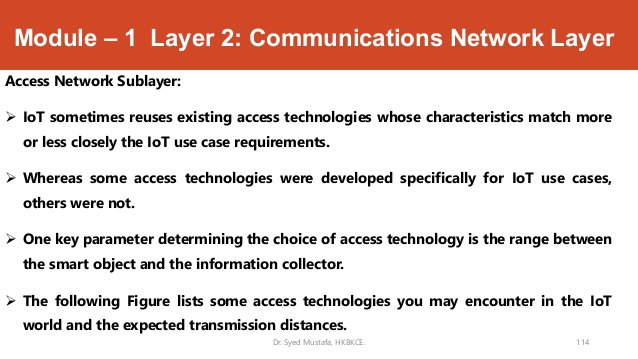 Module – 1  Layer 2: Communications Network Layer
Access Network Sublayer:
➢ IoT sometimes reuses existing access technologies whose characteristics match more
or less closely the IoT use case requirements.
➢ Whereas some access technologies were developed specifically for IoT use cases,
others were not.
➢ One key parameter determining the choice of access technology is the range between
the smart object and the information collector.
➢ The following Figure lists some access technologies you may encounter in the IoT
world and the expected transmission distances.
Dr. Syed Mustafa, HKBKCE.
114